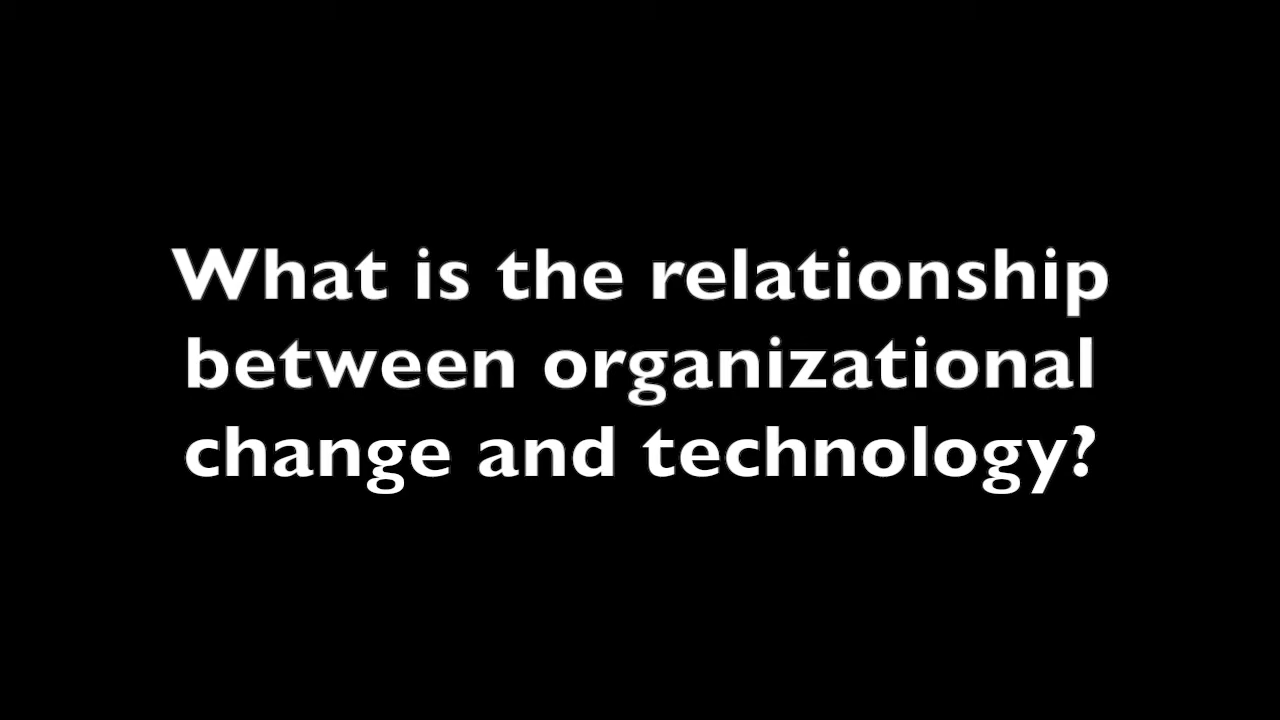 What is the relationship
between organizational
change and technology?